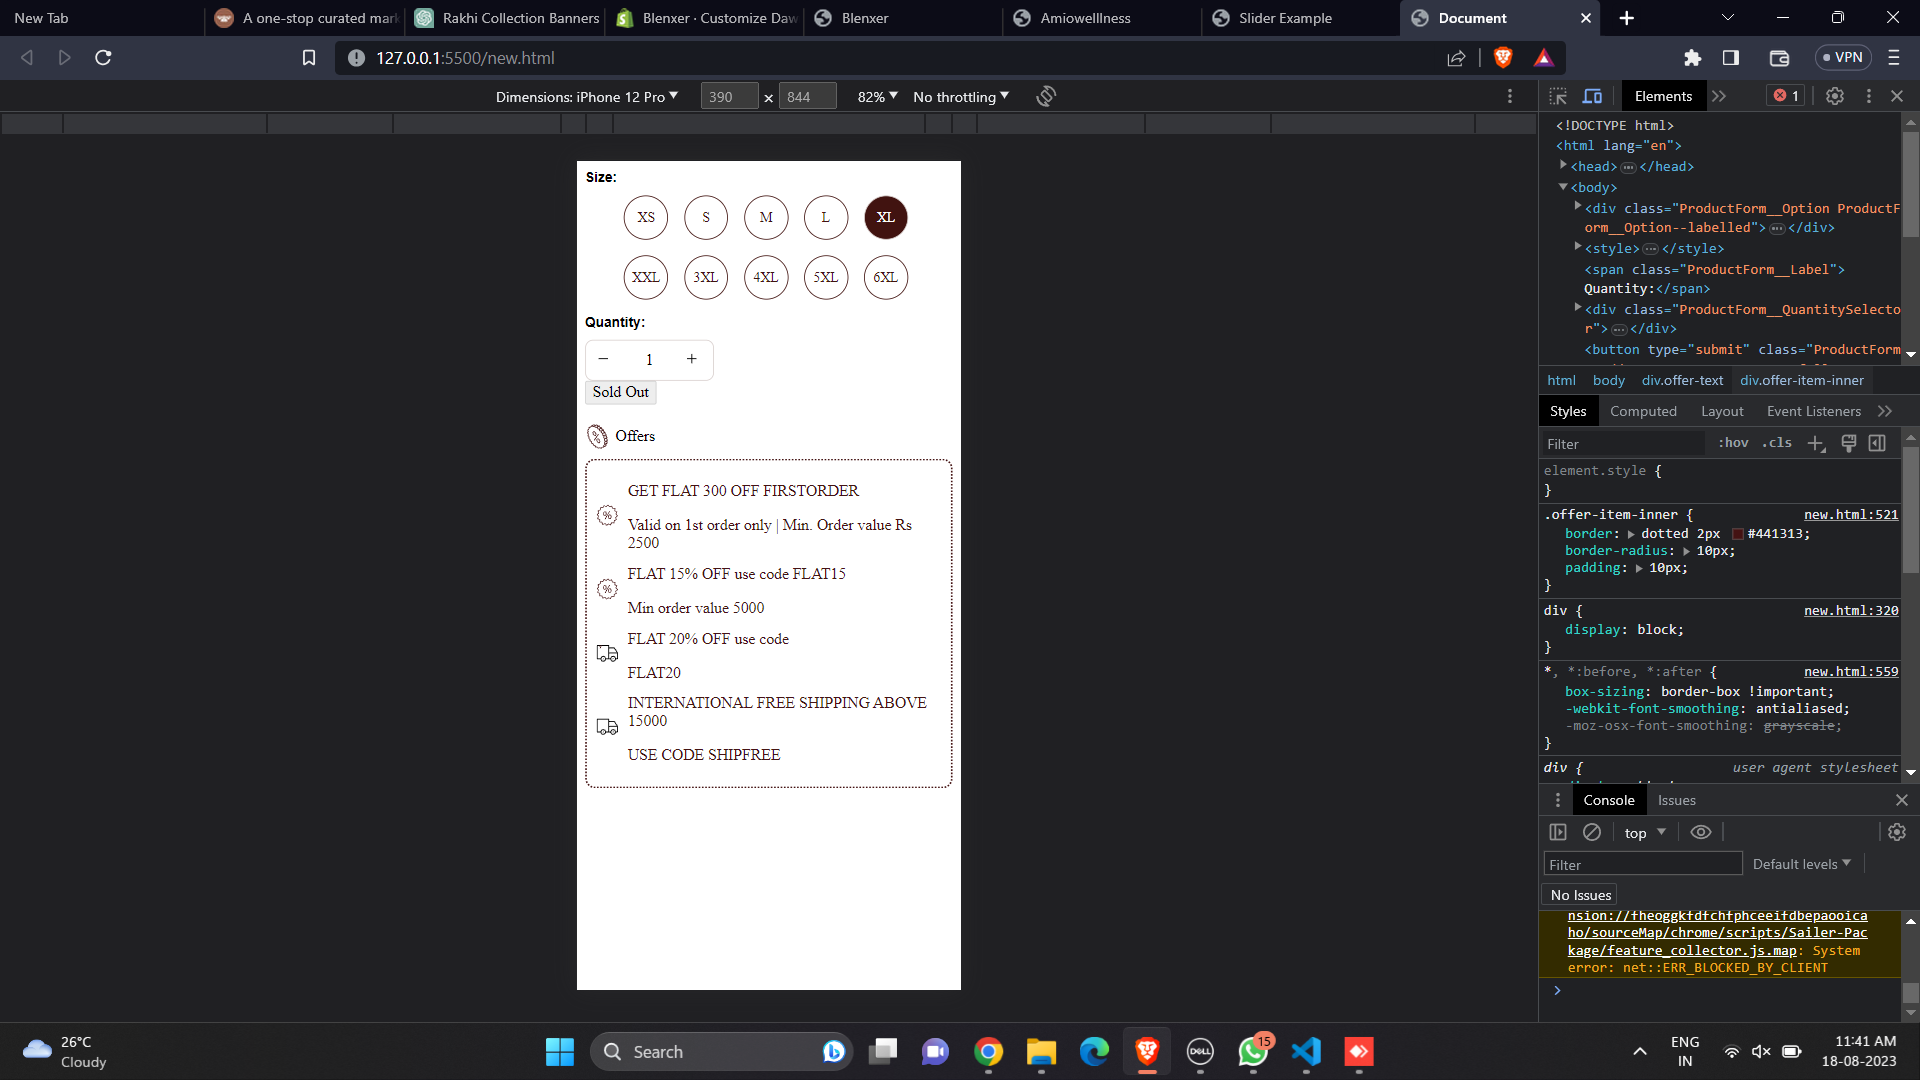 New Tab
A one-stop curated mark
Rakhi Collection Banners
Blenxer · Customize Daw
Blenxer
Amiowelllness
Slider Example
Document
127.0.0.1:5500/new.html
VPN
Dimensions: iPhone 12 Pro
390
×
844
82%
No throttling
Size:
XS
S
M
L
XL
XXL
3XL
4XL
5XL
6XL
Quantity:
−
1
+
Sold Out
Offers
GET FLAT 300 OFF FIRSTORDER
Valid on 1st order only | Min. Order value Rs
2500
FLAT 15% OFF use code FLAT15
Min order value 5000
FLAT 20% OFF use code
FLAT20
INTERNATIONAL FREE SHIPPING ABOVE
15000
USE CODE SHIPFREE
Elements
1
<!DOCTYPE html>
<html lang="en">
<head> ⋯ </head>
<body>
<div class="ProductForm__Option ProductF
orm__Option--labelled"> ⋯ </div>
<style> ⋯ </style>
<span class="ProductForm__Label">
Quantity:</span>
<div class="ProductForm__QuantitySelecto
r"> ⋯ </div>
<button type="submit" class="ProductForm
html
body
div.offer-text
div.offer-item-inner
Styles
Computed
Layout
Event Listeners
Filter
:hov
.cls
element.style {
}
.offer-item-inner {
new.html:521
border: dotted 2px #441313;
border-radius: 10px;
padding: 10px;
}
div {
new.html:320
display: block;
}
*, *:before, *:after {
new.html:559
box-sizing: border-box !important;
-webkit-font-smoothing: antialiased;
-moz-osx-font-smoothing: grayscale;
}
div {
user agent stylesheet
Console
Issues
top
Filter
Default levels
No Issues
nsion://fheoggkfdfchfphceeifdbepaooica
ho/sourceMap/chrome/scripts/Sailer-Pac
kage/feature_collector.js.map: System
error: net::ERR_BLOCKED_BY_CLIENT
26°C
Cloudy
Search
DELL
15
ENG
IN
11:41 AM
18-08-2023